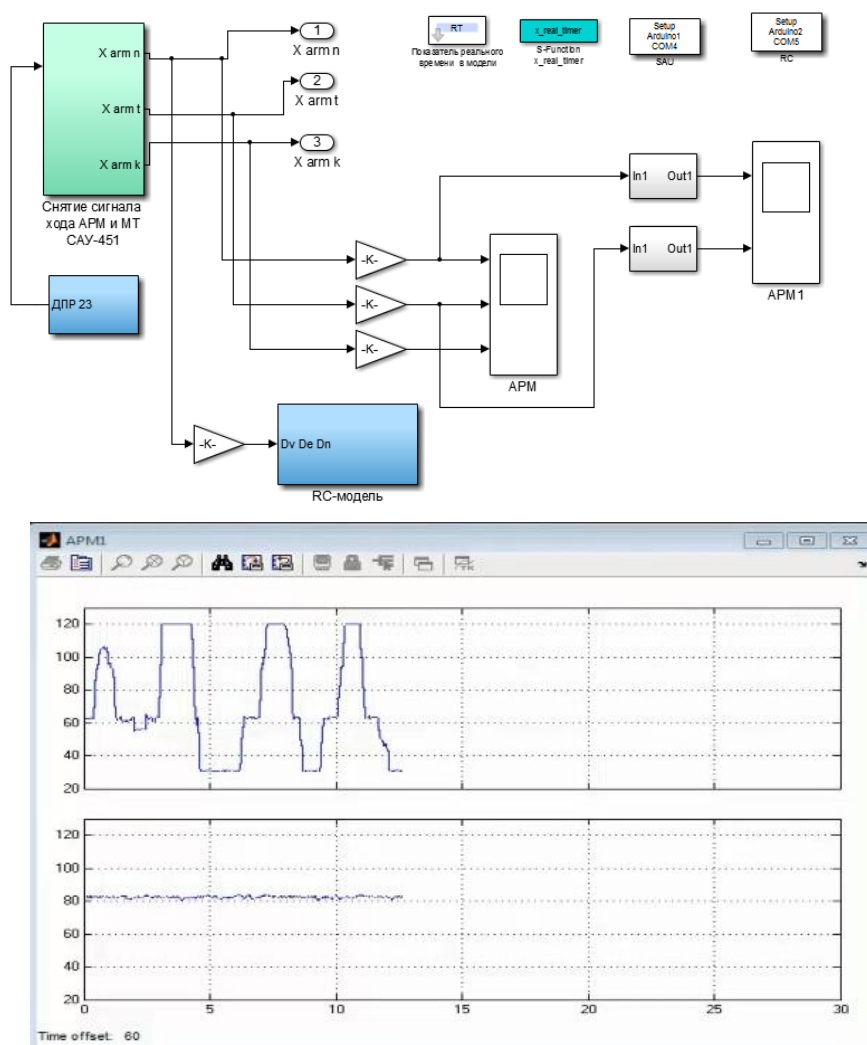 X arm n
X arm t
X arm k
Снятие сигнала
хода АРМ и МТ
САУ-451
1
X arm n
2
X arm t
3
X arm k
RT
Показатель реального
времени в модели
x_real_timer
S-Function
x_real_timer
Setup
Arduino1
COM4
SAU
Setup
Arduino2
COM5
RC
ДПР 23
-K-
-K-
-K-
АРМ
In1 Out1
In1 Out1
АРМ1
-K-
Dv De Dn
RC-модель
АРМ1
120
100
80
60
40
20
120
100
80
60
40
20
0 5 10 15 20 25 30
Time offset: 60